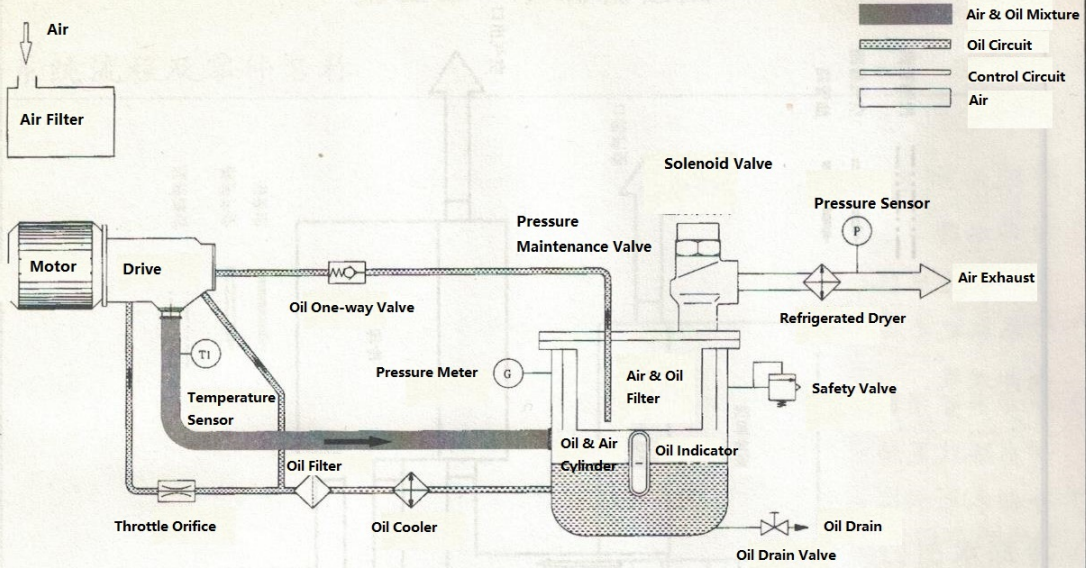 Air
Air Filter
Air & Oil Mixture
Oil Circuit
Control Circuit
Air
Solenoid Valve
Pressure Sensor
P
Air Exhaust
Refrigerated Dryer
Pressure
Maintenance Valve
Motor
Drive
Oil One-way Valve
T1
Temperature
Sensor
Pressure Meter
G
Air & Oil
Filter
Safety Valve
Oil & Air
Cylinder
Oil Indicator
Oil Filter
Throttle Orifice
Oil Cooler
Oil Drain
Oil Drain Valve